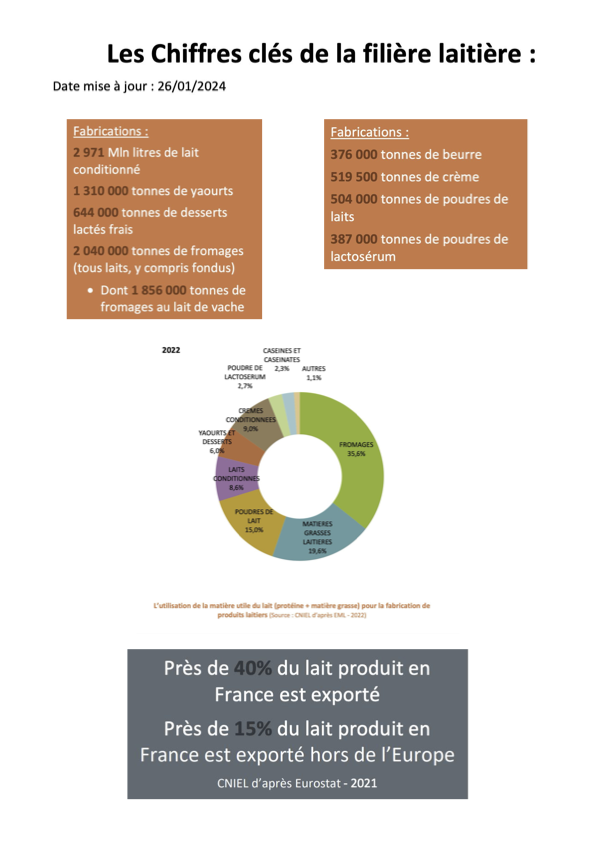 Les Chiffres clés de la filière laitière :
Date mise à jour : 26/01/2024
Fabrications :
2 971 Mln litres de lait
conditionné
1 310 000 tonnes de yaourts
644 000 tonnes de desserts
lactés frais
2 040 000 tonnes de fromages
(tous laits, y compris fondus)
• Dont 1 856 000 tonnes de
fromages au lait de vache
Fabrications :
376 000 tonnes de beurre
519 500 tonnes de crème
504 000 tonnes de poudres de
laits
387 000 tonnes de poudres de
lactosérum
2022
CASEINES ET
CASEINATES
2,3%
POUDRE DE
LACTOSERUM
2,7%
AUTRES
1,1%
CREMES
CONDITIONNEES
9,0%
YAOURTS ET
DESSERTS
6,0%
FROMAGES
35,6%
LAITS
CONDITIONNES
8,6%
POUDRES DE
LAIT
15,0%
MATIERES
GRASSES
LAITIERES
19,6%
L'utilisation de la matière utile du lait (protéine + matière grasse) pour la fabrication de
produits laitiers (Source : CNIEL d'après EML - 2022)
Près de 40% du lait produit en
France est exporté
Près de 15% du lait produit en
France est exporté hors de l'Europe
CNIEL d'après Eurostat - 2021